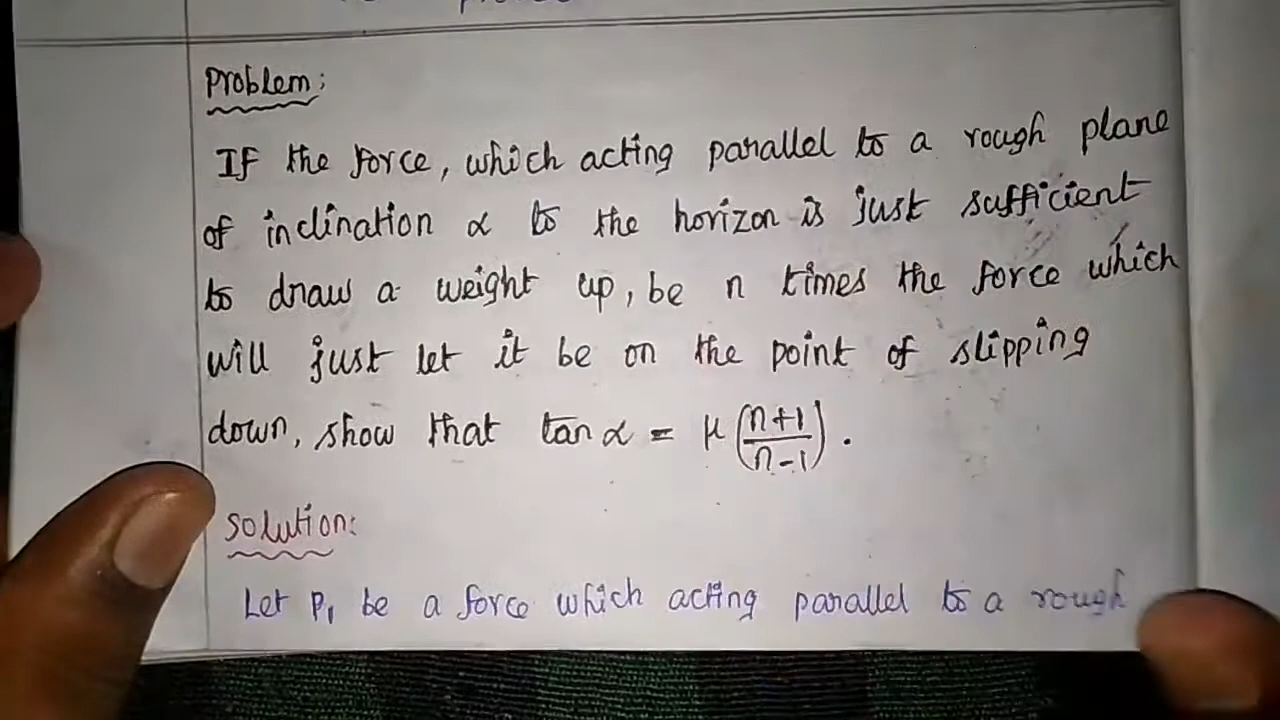 Problem:
If the force, which acting parallel to a rough plane
of inclination α to the horizon is just sufficient
to draw a weight up, be n times the force which
will just let it be on the point of slipping
down, show that tan α = μ (n+1/n-1).
Solution:
Let P₁ be a force which acting parallel to a rough